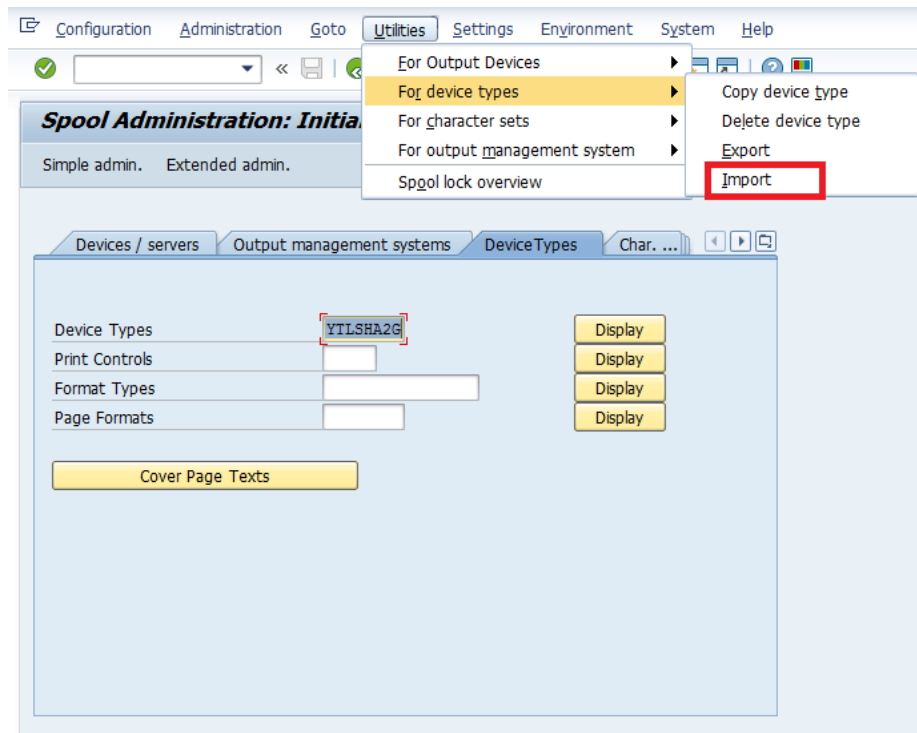 Configuration Administration Goto Utilities Settings Environment System Help
For Output Devices
For device types
For character sets
For output management system
Spool lock overview
Copy device type
Delete device type
Export
Import
Spool Administration: Initia
Simple admin. Extended admin.
Devices / servers Output management systems DeviceTypes Char. ...
Device Types YTLSHA2G Display
Print Controls Display
Format Types Display
Page Formats Display
Cover Page Texts